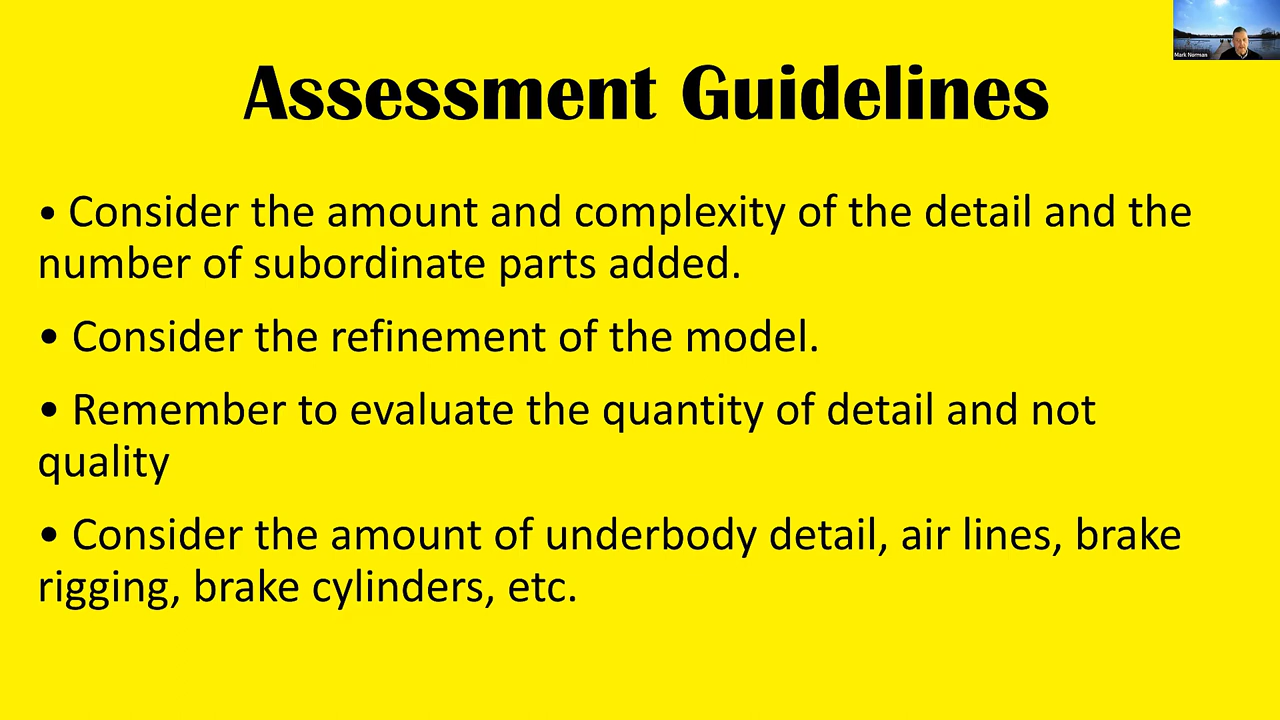 Mark Norman
Assessment Guidelines
• Consider the amount and complexity of the detail and the
number of subordinate parts added.
• Consider the refinement of the model.
• Remember to evaluate the quantity of detail and not
quality
• Consider the amount of underbody detail, air lines, brake
rigging, brake cylinders, etc.